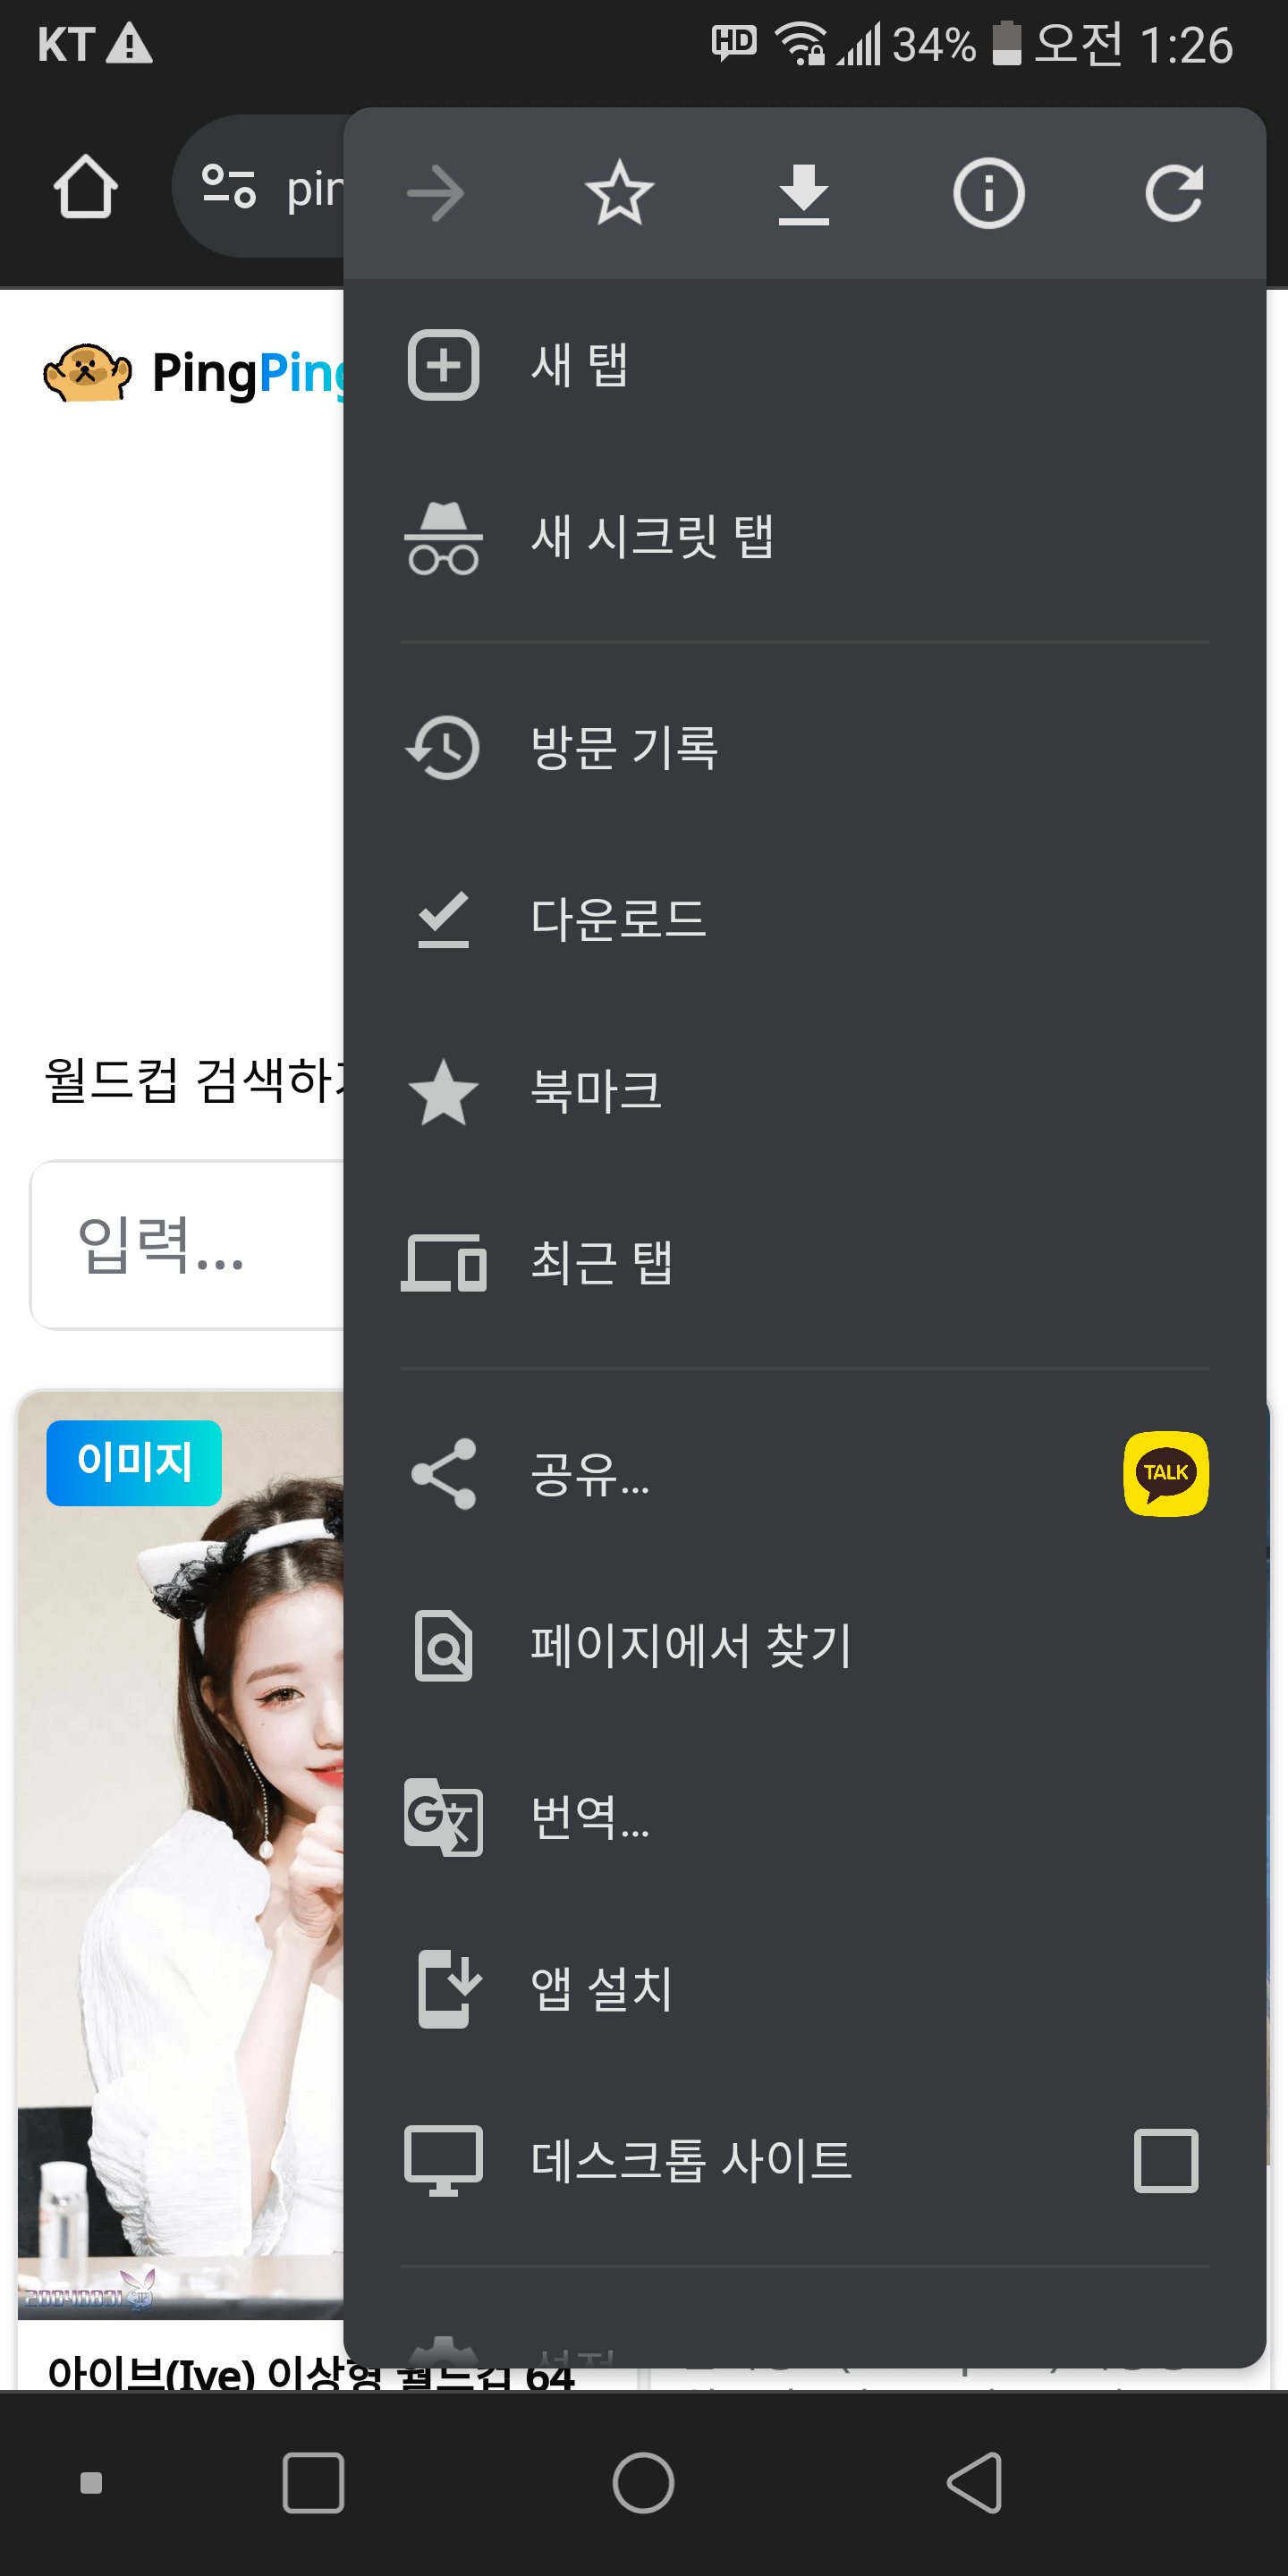 KT HD 34% 오전 1:26
pin
PingPing
새 탭
새 시크릿 탭
방문 기록
다운로드
북마크
최근 탭
공유...
TALK
페이지에서 찾기
번역...
앱 설치
데스크톱 사이트
설정
월드컵 검색하기
입력...
이미지
20040831
아이브(Ive) 이상형 월드컵 64